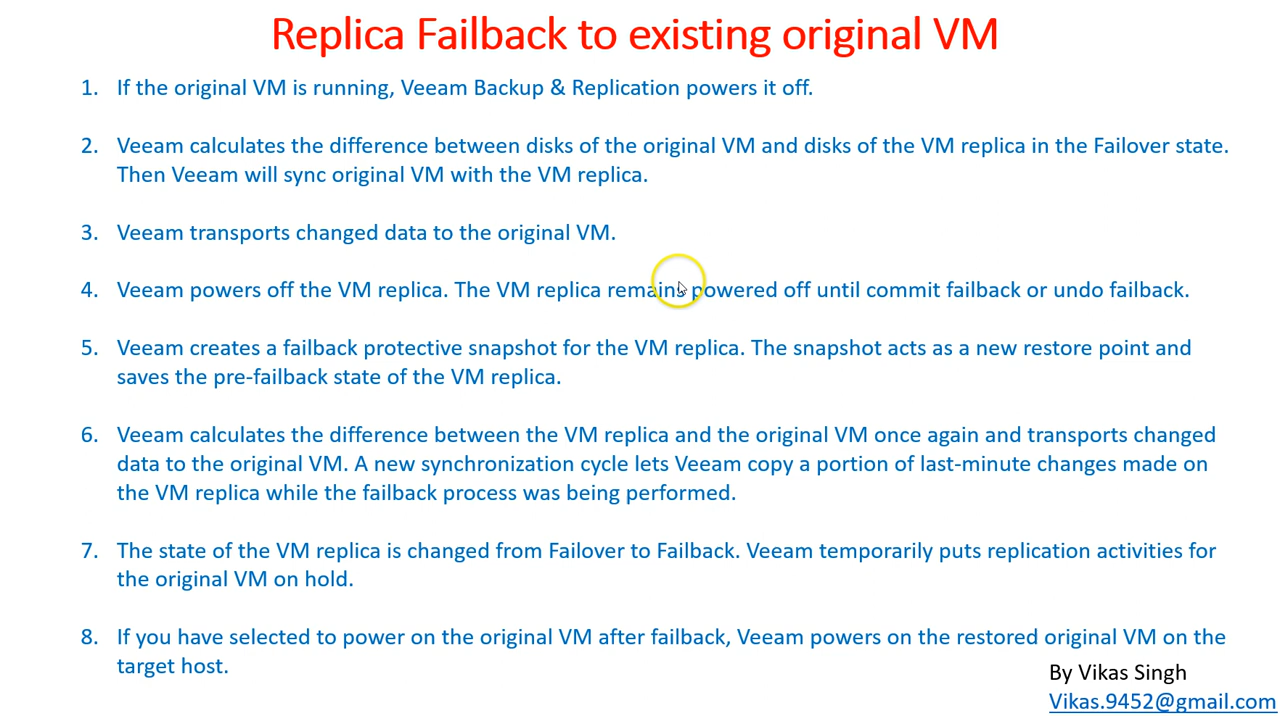 Replica Failback to existing original VM
1. If the original VM is running, Veeam Backup & Replication powers it off.
2. Veeam calculates the difference between disks of the original VM and disks of the VM replica in the Failover state.
Then Veeam will sync original VM with the VM replica.
3. Veeam transports changed data to the original VM.
4. Veeam powers off the VM replica. The VM replica remains powered off until commit failback or undo failback.
5. Veeam creates a failback protective snapshot for the VM replica. The snapshot acts as a new restore point and
saves the pre-failback state of the VM replica.
6. Veeam calculates the difference between the VM replica and the original VM once again and transports changed
data to the original VM. A new synchronization cycle lets Veeam copy a portion of last-minute changes made on
the VM replica while the failback process was being performed.
7. The state of the VM replica is changed from Failover to Failback. Veeam temporarily puts replication activities for
the original VM on hold.
8. If you have selected to power on the original VM after failback, Veeam powers on the restored original VM on the
target host.
By Vikas Singh
Vikas.9452@gmail.com